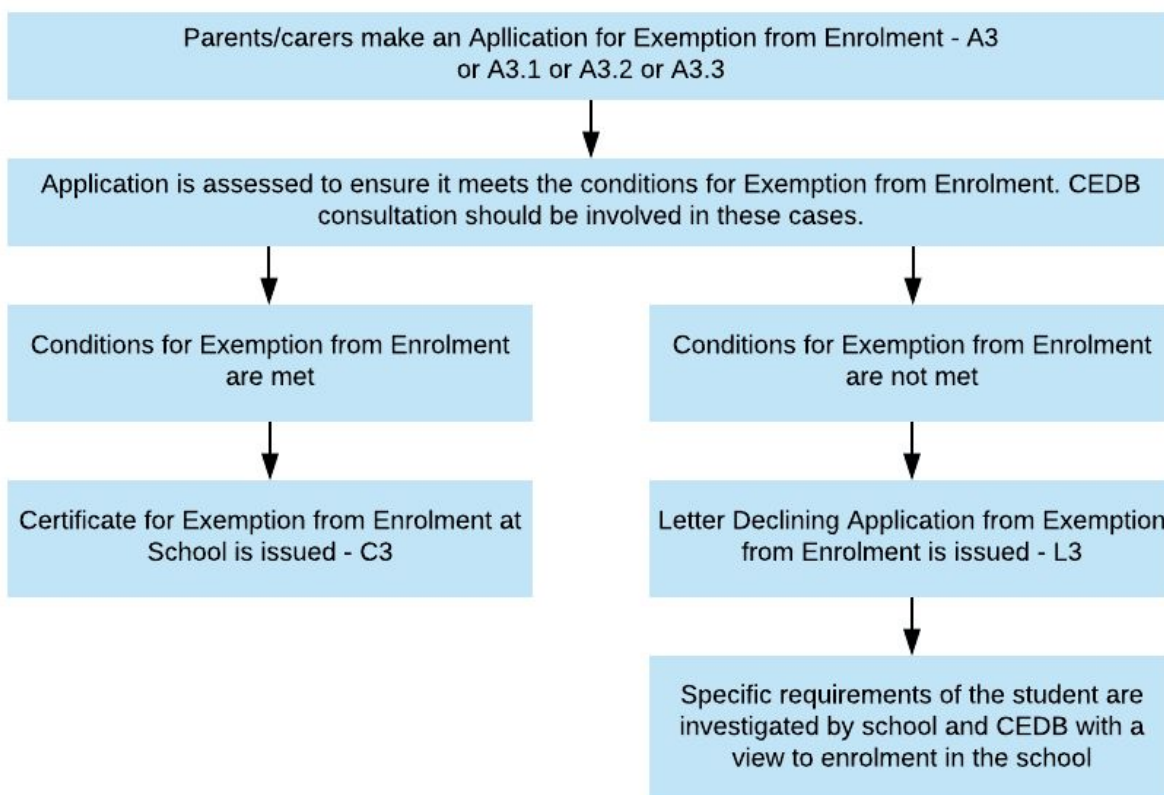 Parents/carers make an Apllication for Exemption from Enrolment - A3
or A3.1 or A3.2 or A3.3
Application is assessed to ensure it meets the conditions for Exemption from Enrolment. CEDB
consultation should be involved in these cases.
Conditions for Exemption from Enrolment
are met
Conditions for Exemption from Enrolment
are not met
Certificate for Exemption from Enrolment at
School is issued - C3
Letter Declining Application from Exemption
from Enrolment is issued - L3
Specific requirements of the student are
investigated by school and CEDB with a
view to enrolment in the school